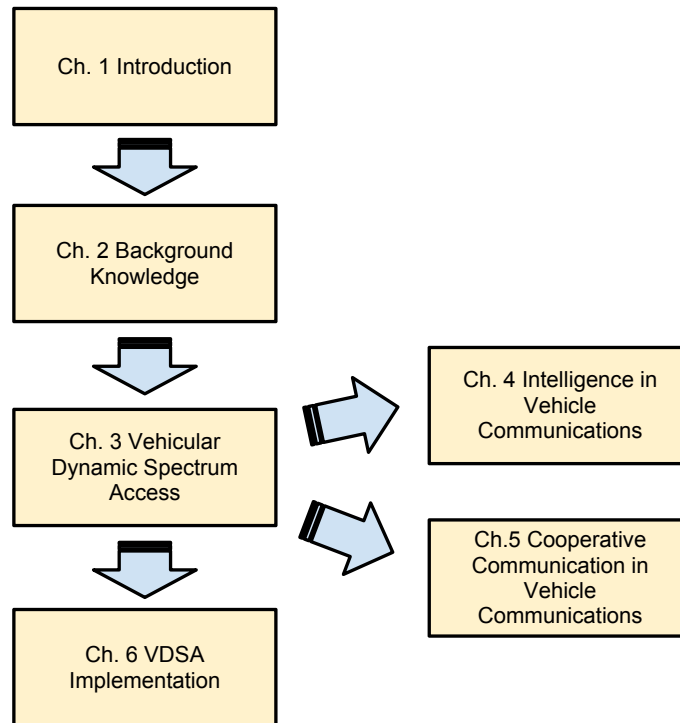 Ch. 1 Introduction
Ch. 2 Background
Knowledge
Ch. 3 Vehicular
Dynamic Spectrum
Access
Ch. 4 Intelligence in
Vehicle
Communications
Ch.5 Cooperative
Communication in
Vehicle
Communications
Ch. 6 VDSA
Implementation